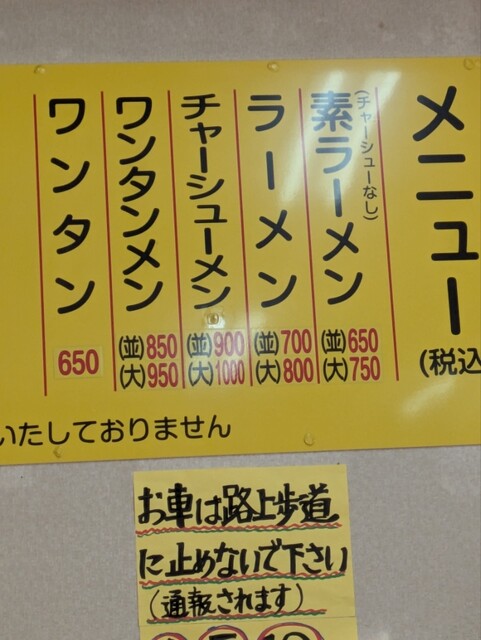 メニュー
(税込
素ラーメン
(チャーシューなし)
(並)650
(大)750
ラーメン
(並)700
(大)800
チャーシューメン
(並)900
(大)1000
ワンタンメン
(並)850
(大)950
ワンタン
650
いたしておりません
お車は路上歩道
に止めないで下さい
(通報されます)